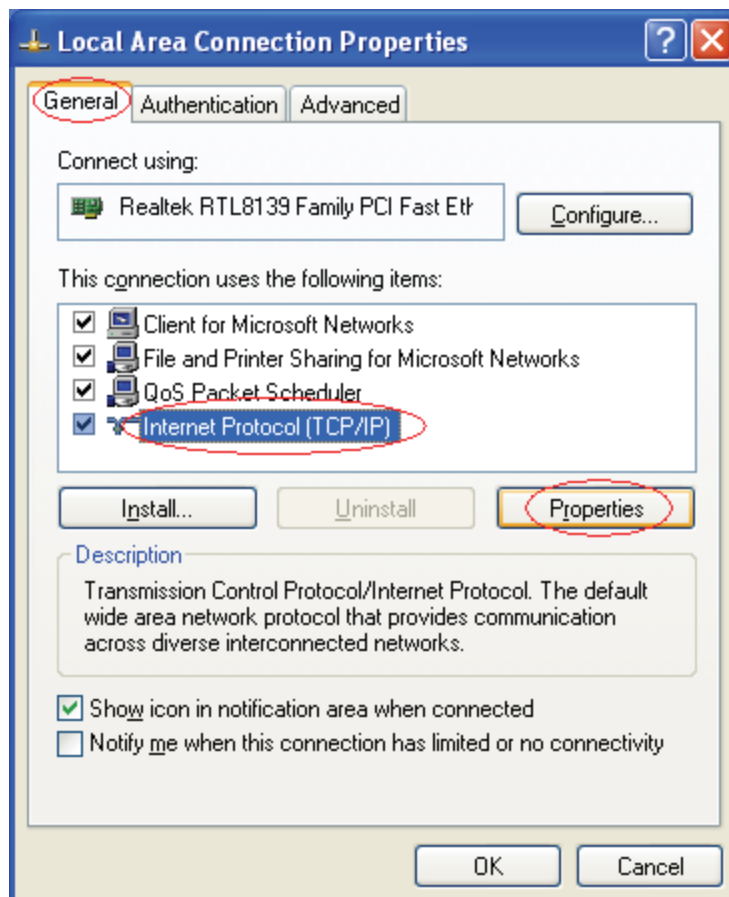 Local Area Connection Properties
General Authentication Advanced
Connect using:
Realtek RTL8139 Family PCI Fast Eth
Configure...
This connection uses the following items:
Client for Microsoft Networks
File and Printer Sharing for Microsoft Networks
QoS Packet Scheduler
Internet Protocol (TCP/IP)
Install... Uninstall Properties
Description
Transmission Control Protocol/Internet Protocol. The default
wide area network protocol that provides communication
across diverse interconnected networks.
Show icon in notification area when connected
Notify me when this connection has limited or no connectivity
OK Cancel